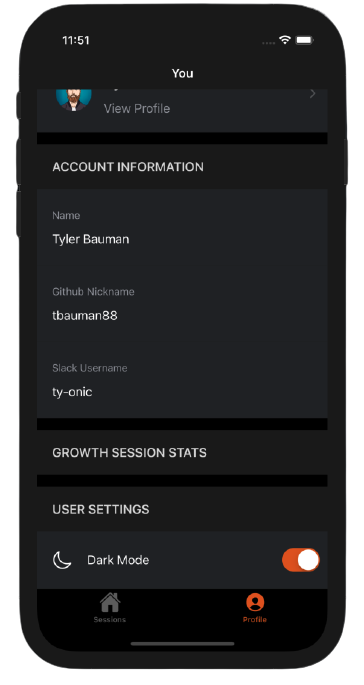 11:51
You
View Profile
ACCOUNT INFORMATION
Name
Tyler Bauman
Github Nickname
tbauman88
Slack Username
ty-onic
GROWTH SESSION STATS
USER SETTINGS
Dark Mode
Sessions
Profile